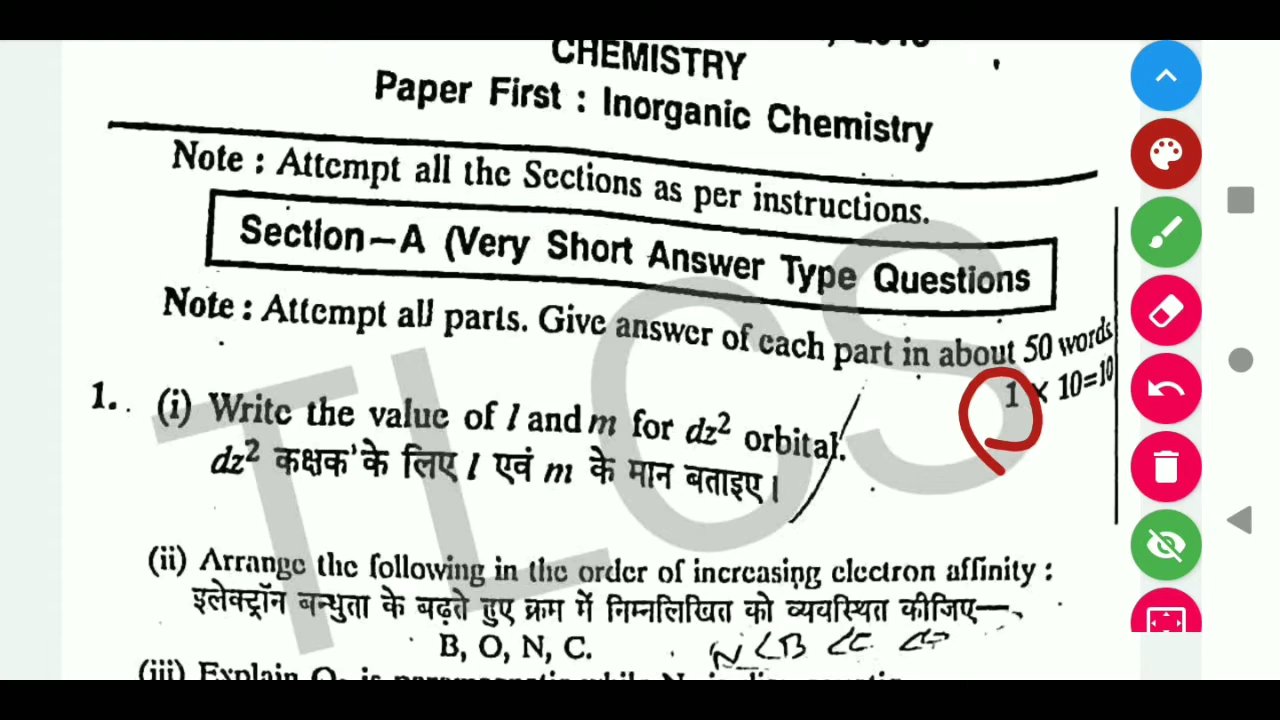 CHEMISTRY
Paper First : Inorganic Chemistry
Note : Attempt all the Sections as per instructions.
Section–A (Very Short Answer Type Questions
Note : Attempt all parts. Give answer of each part in about 50 words
1 × 10=10
1. (i) Write the value of l and m for dz² orbital.
dz² कक्षक के लिए l एवं m के मान बताइए।
(ii) Arrange the following in the order of increasing electron affinity :
इलेक्ट्रॉन बन्धुता के बढ़ते हुए क्रम में निम्नलिखित को व्यवस्थित कीजिए—
B, O, N, C. N < B < C <
(iii) Explain
TLCS